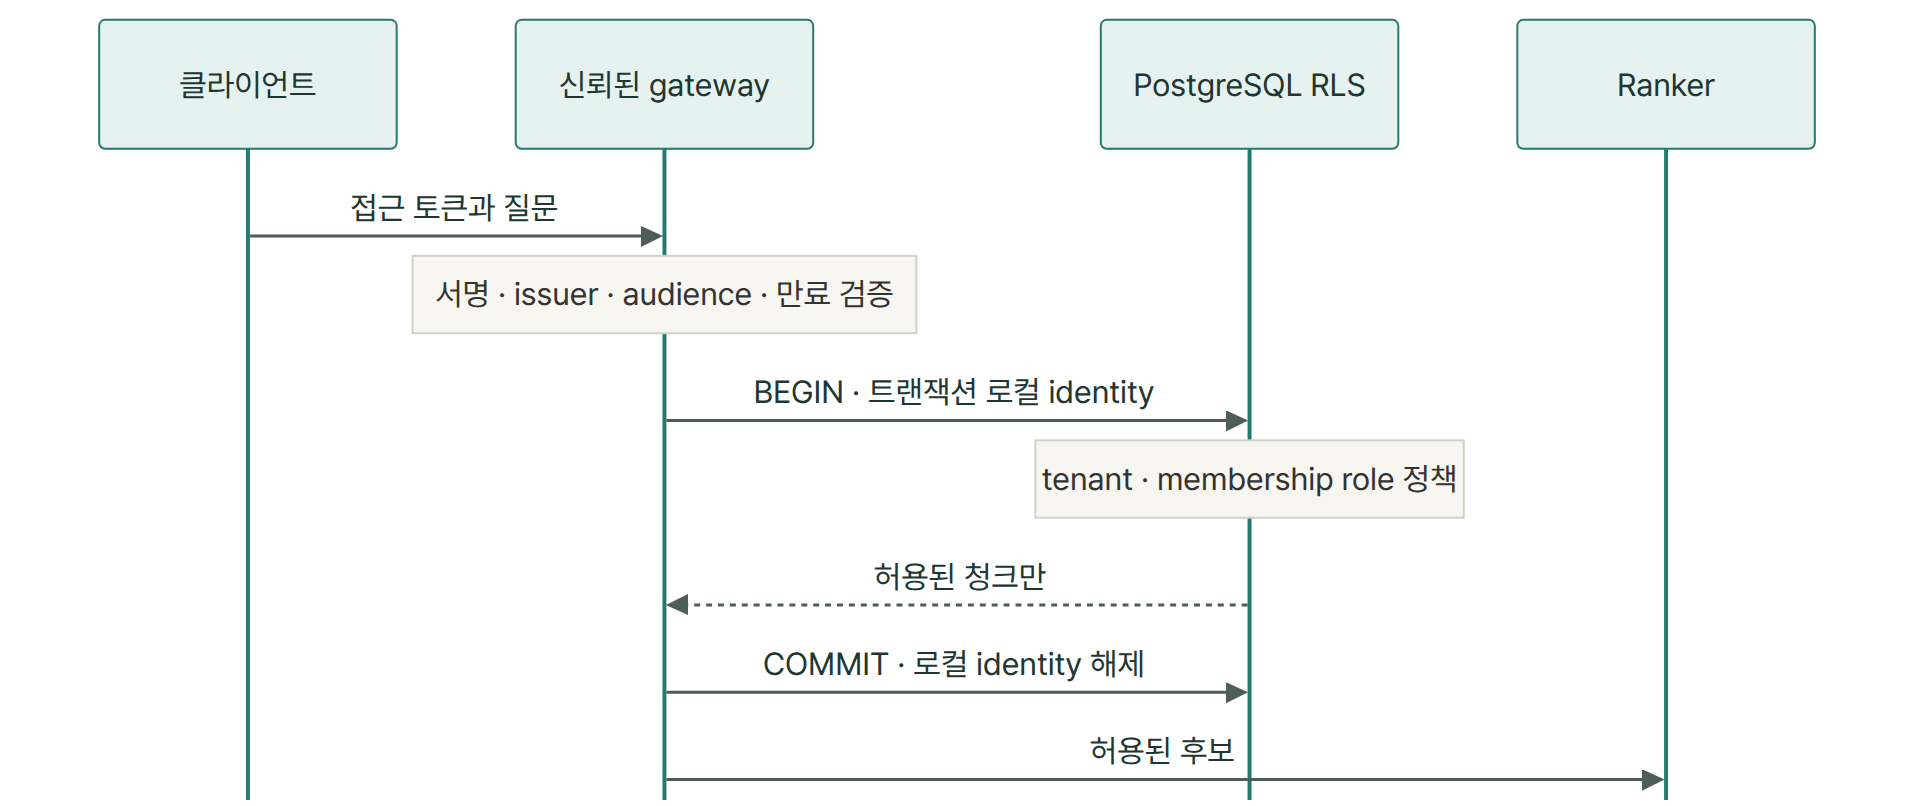 클라이언트
신뢰된 gateway
PostgreSQL RLS
Ranker
접근 토큰과 질문
서명 · issuer · audience · 만료 검증
BEGIN · 트랜잭션 로컬 identity
tenant · membership role 정책
허용된 청크만
COMMIT · 로컬 identity 해제
허용된 후보